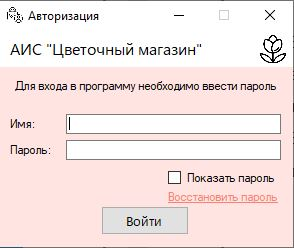 Авторизация
АИС "Цветочный магазин"
Для входа в программу необходимо ввести пароль
Имя:
Пароль:
Показать пароль
Восстановить пароль
Войти